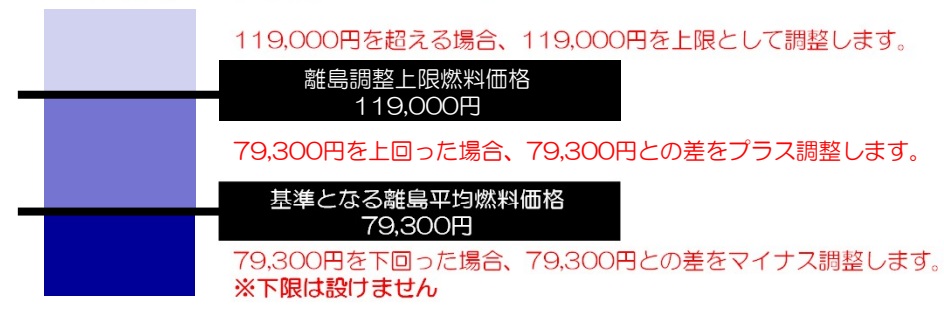 119,000円を超える場合、119,000円を上限として調整します。
離島調整上限燃料価格
119,000円
79,300円を上回った場合、79,300円との差をプラス調整します。
基準となる離島平均燃料価格
79,300円
79,300円を下回った場合、79,300円との差をマイナス調整します。
※下限は設けません